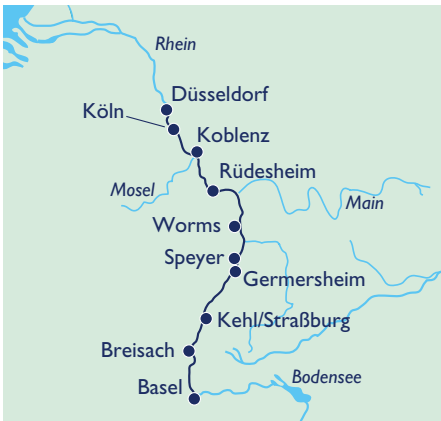 Rhein
Düsseldorf
Köln
Koblenz
Rüdesheim
Mosel
Main
Worms
Speyer
Germersheim
Kehl/Straßburg
Breisach
Bodensee
Basel